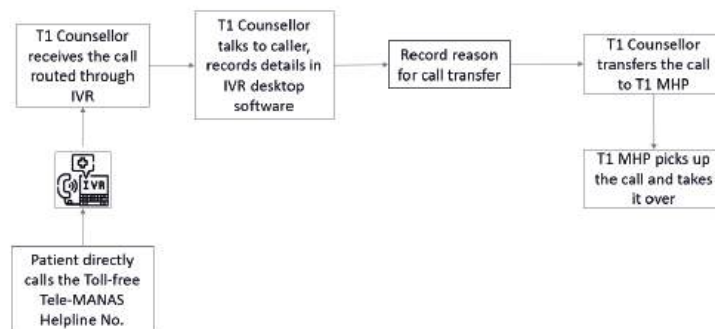 T1 Counsellor
receives the call
routed through
IVR
T1 Counsellor
talks to caller,
records details in
IVR desktop
software
Record reason
for call transfer
T1 Counsellor
transfers the call
to T1 MHP
T1 MHP picks up
the call and takes
it over
IVR
Patient directly
calls the Toll-free
Tele-MANAS
Helpline No.